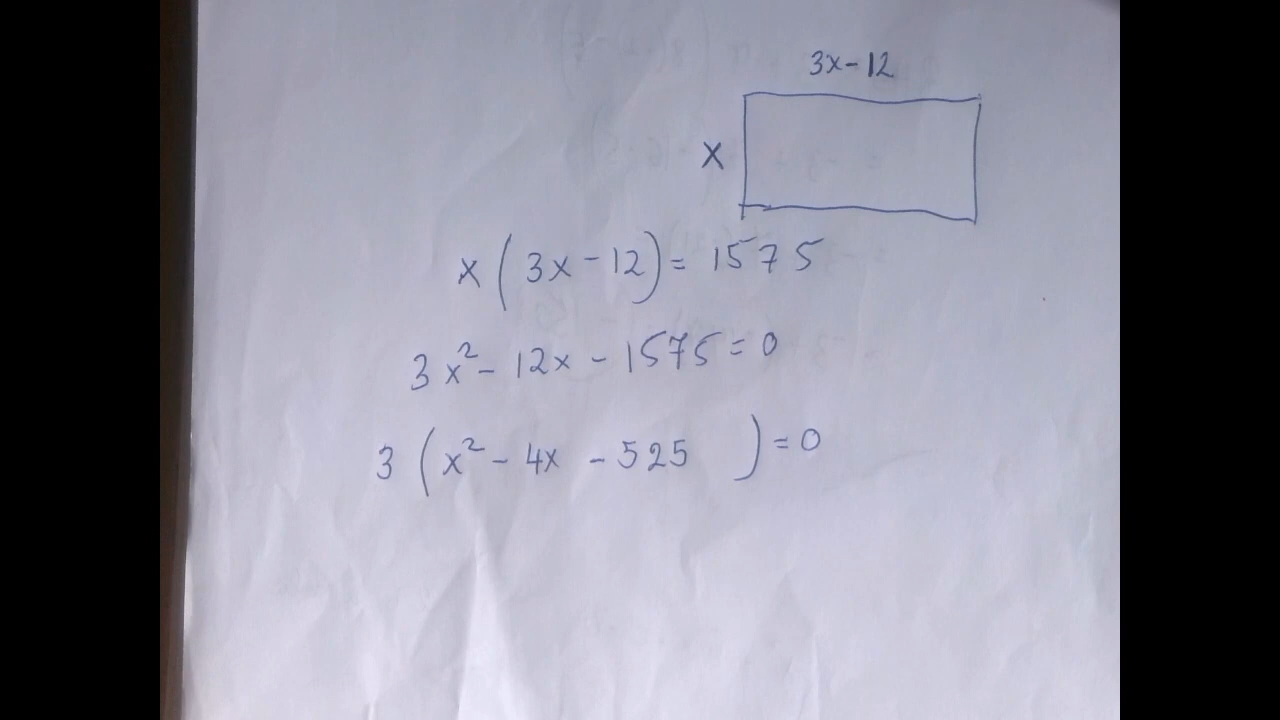 3x-12
x
x(3x-12)=1575
3x²-12x-1575=0
3(x²-4x-525)=0